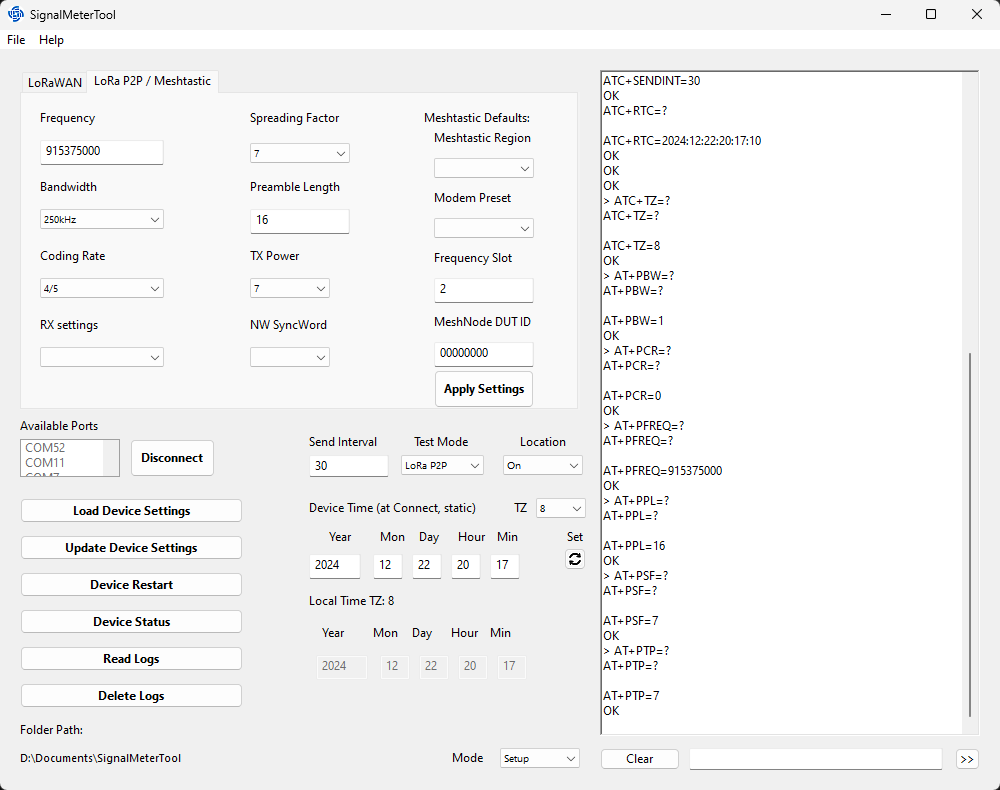 SignalMeterTool
File Help
LoRaWAN
LoRa P2P / Meshtastic
Frequency
915375000
Bandwidth
250kHz
Coding Rate
4/5
RX settings
Spreading Factor
7
Preamble Length
16
TX Power
7
NW SyncWord
Meshtastic Defaults:
Meshtastic Region
Modem Preset
Frequency Slot
2
MeshNode DUT ID
00000000
Apply Settings
Available Ports
COM52
COM11
COM7
Disconnect
Load Device Settings
Update Device Settings
Device Restart
Device Status
Read Logs
Delete Logs
Folder Path:
D:\Documents\SignalMeterTool
Send Interval
30
Test Mode
LoRa P2P
Location
On
Device Time (at Connect, static)
TZ
8
Year Mon Day Hour Min
2024 12 22 20 17
Set
Local Time TZ: 8
Year Mon Day Hour Min
2024 12 22 20 17
Mode
Setup
ATC+SENDINT=30
OK
ATC+RTC=?
ATC+RTC=2024:12:22:20:17:10
OK
OK
OK
> ATC+TZ=?
ATC+TZ=?
ATC+TZ=8
OK
> AT+PBW=?
AT+PBW=?
AT+PBW=1
OK
> AT+PCR=?
AT+PCR=?
AT+PCR=0
OK
> AT+PFREQ=?
AT+PFREQ=?
AT+PFREQ=915375000
OK
> AT+PPL=?
AT+PPL=?
AT+PPL=16
OK
> AT+PSF=?
AT+PSF=?
AT+PSF=7
OK
> AT+PTP=?
AT+PTP=?
AT+PTP=7
OK
Clear
>>